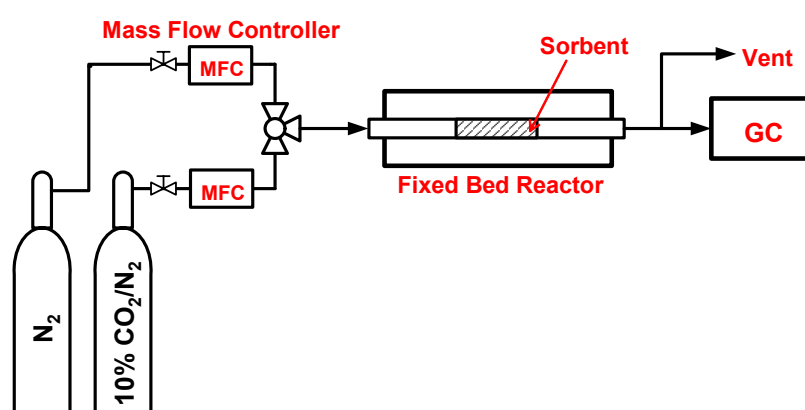 Mass Flow Controller
MFC
Sorbent
Vent
GC
MFC
Fixed Bed Reactor
N₂
10% CO₂/N₂